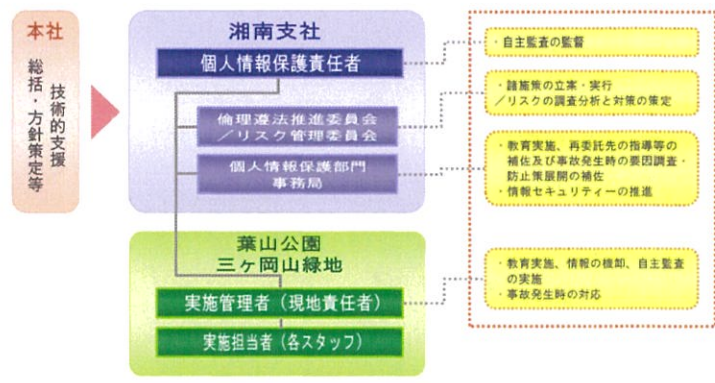 本社
総括・方針策定等
技術的支援
湘南支社
個人情報保護責任者
倫理遵法推進委員会
／リスク管理委員会
個人情報保護部門
事務局
葉山公園
三ヶ岡山緑地
実施管理者（現地責任者）
実施担当者（各スタッフ）
・自主監査の監督
・諸施策の立案・実行
／リスクの調査分析と対策の策定
・教育実施、再委託先の指導等の
補佐及び事故発生時の要因調査・
防止策展開の補佐
・情報セキュリティーの推進
・教育実施、情報の棚卸、自主監査
の実施
・事故発生時の対応